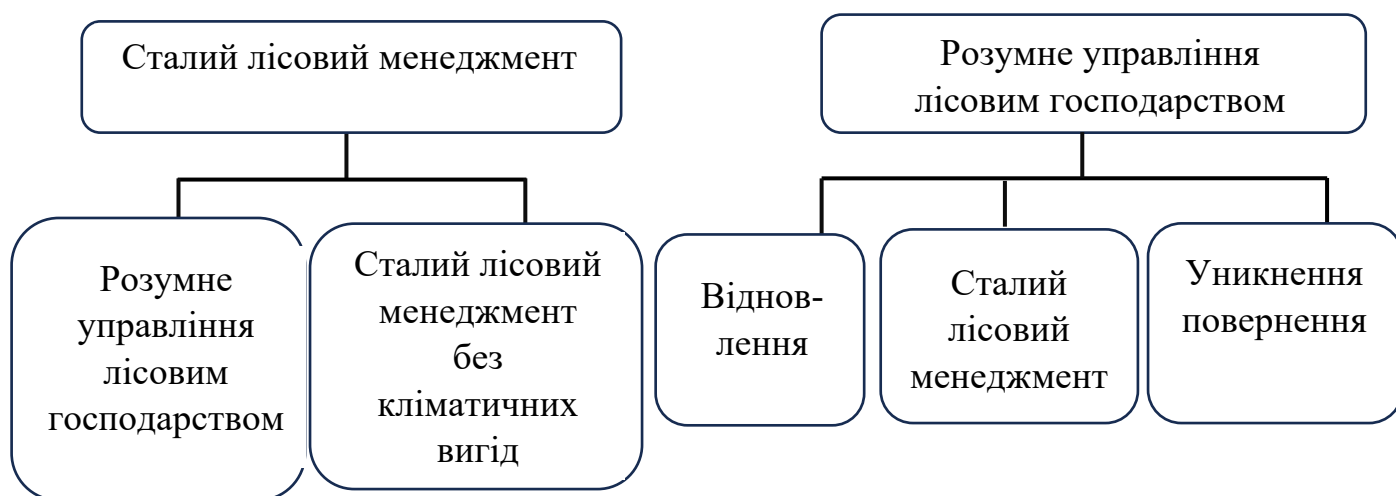 Сталий лісовий менеджмент
Розумне управління
лісовим господарством
Розумне
управління
лісовим
господарством
Сталий лісовий
менеджмент
без
кліматичних
вигід
Віднов-
лення
Сталий
лісовий
менеджмент
Уникнення
повернення